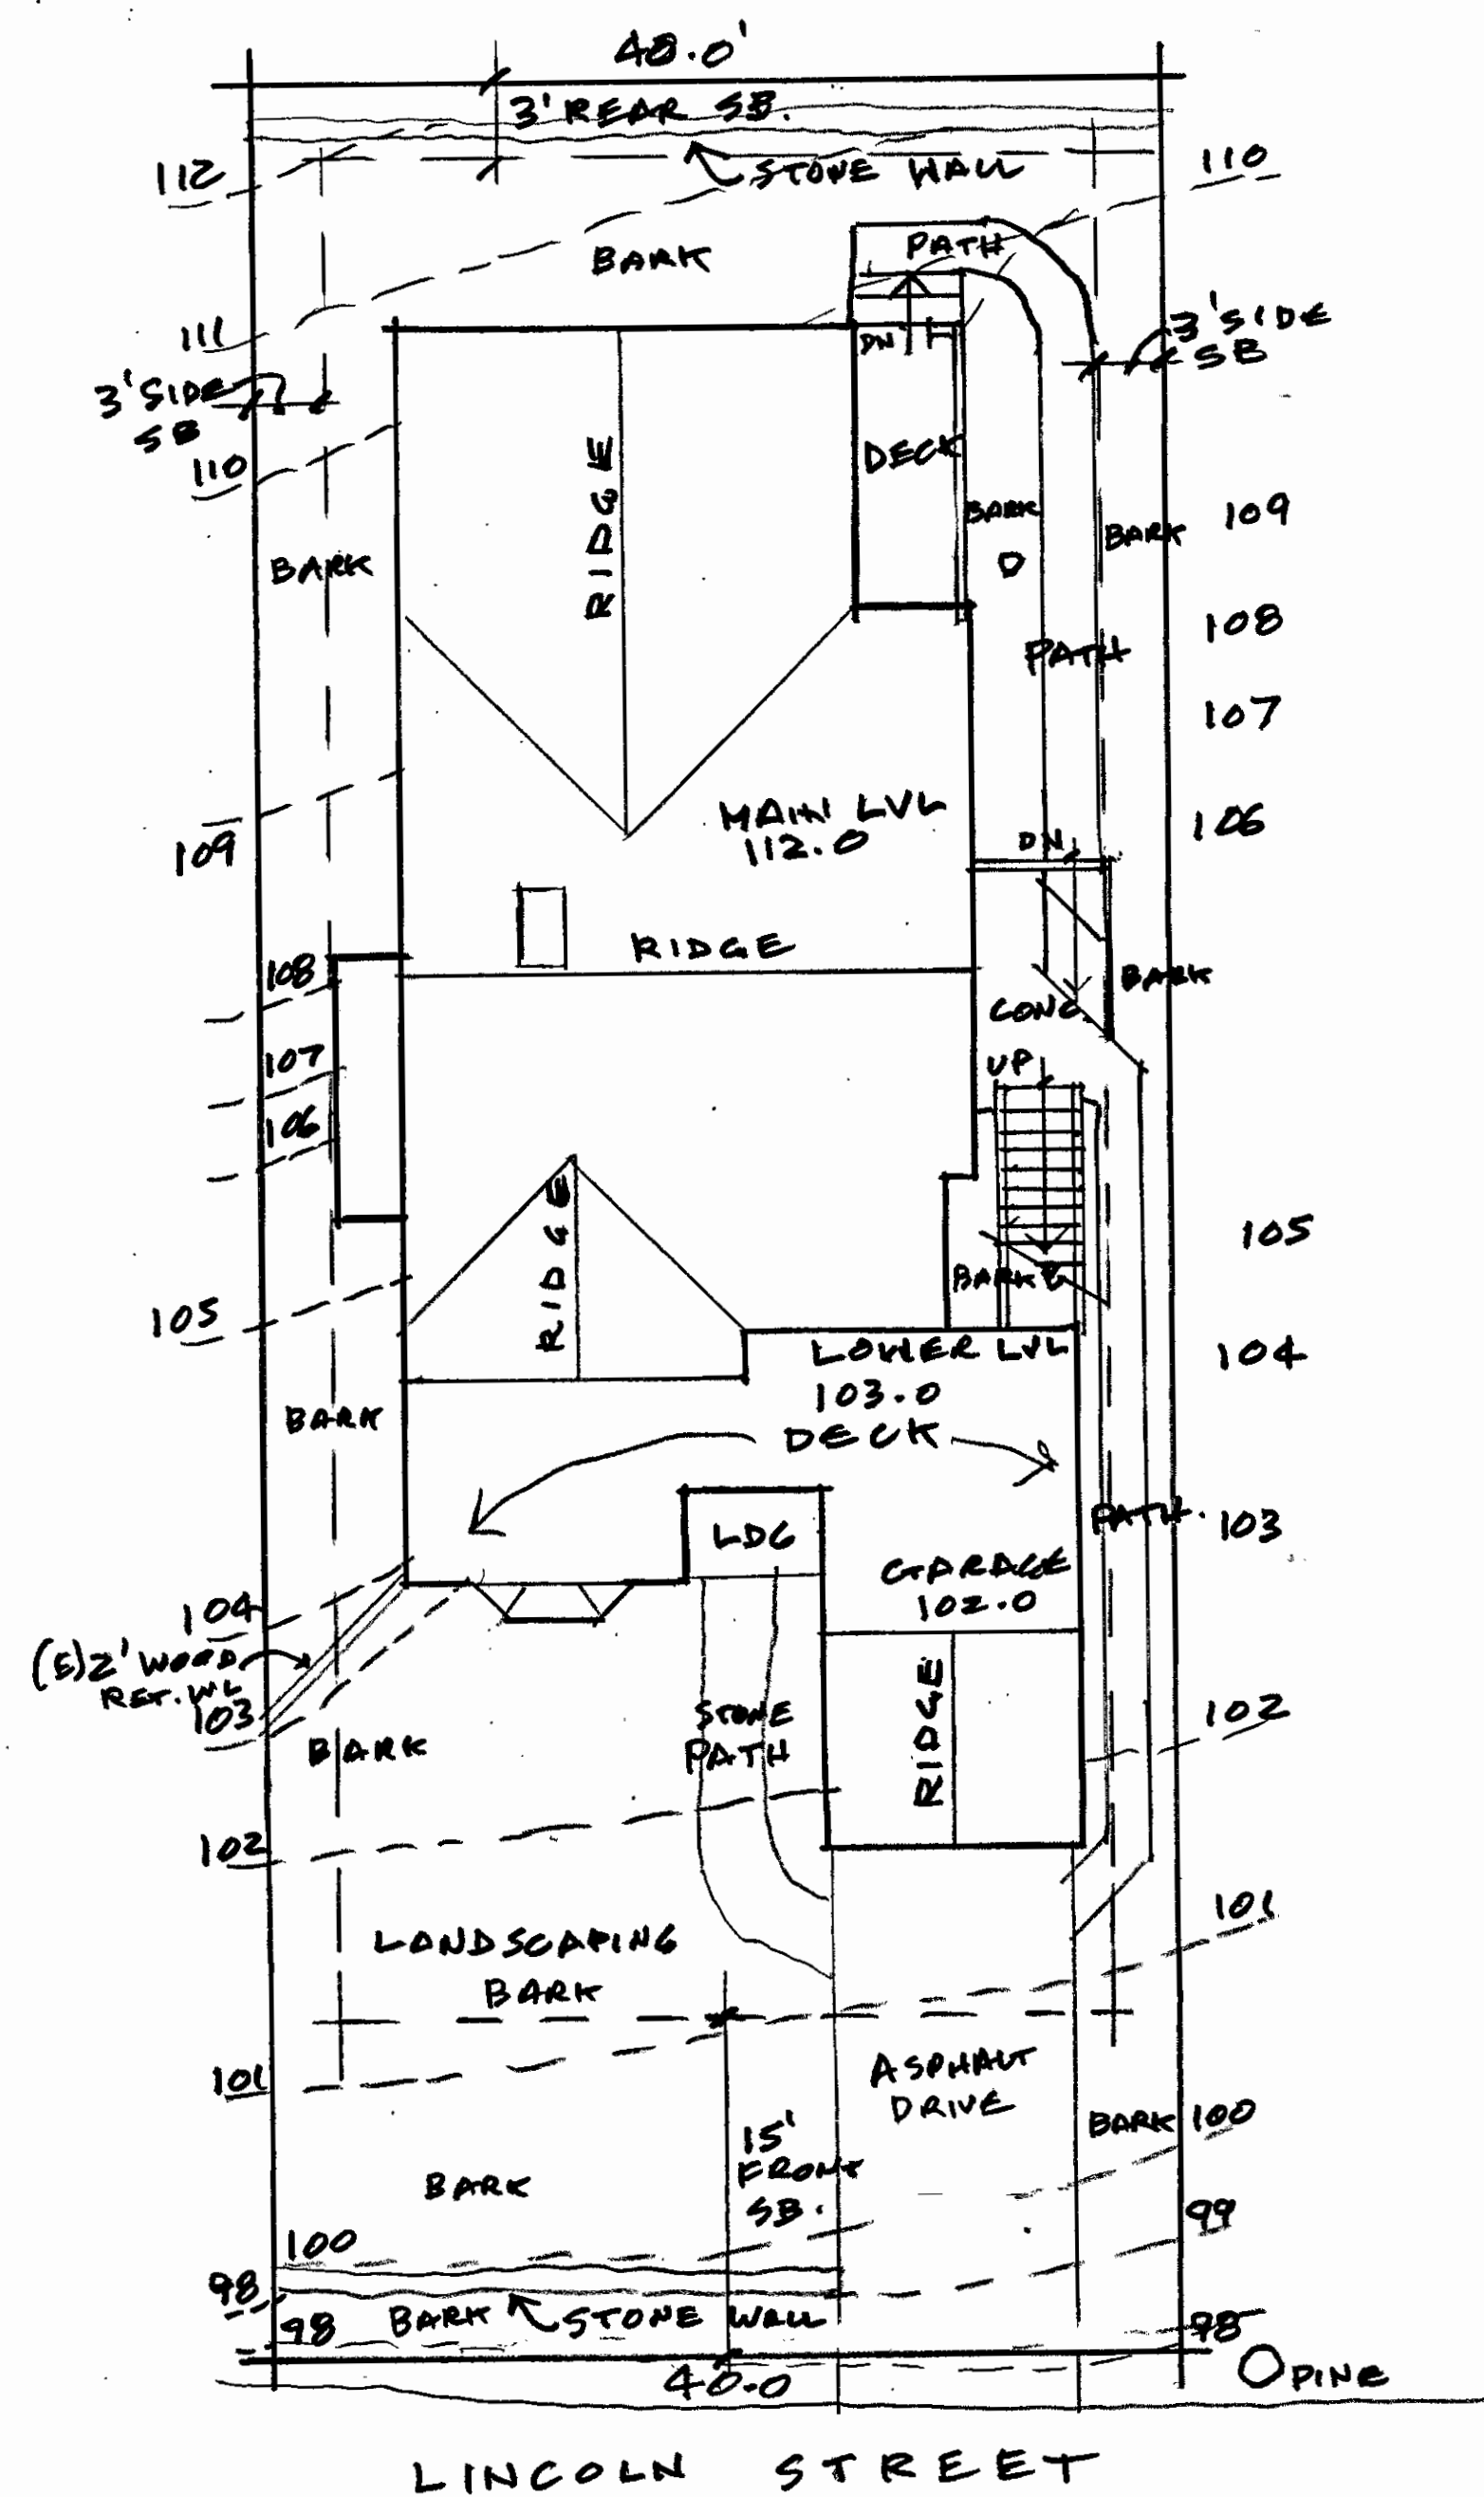 40.0'
3' REAR SB.
STONE WALL
112
110
PATH
BARK
111
DN
3' SIDE
SB
3' SIDE
SB
110
RIDGE
DECK
BARK
BARK
109
BARK
108
PATH
107
MAIN LVL
112.0
106
109
DN
RIDGE
108
BARK
CONC.
107
UP
106
RIDGE
105
BARK
105
LOWER LVL
103.0
104
BARK
DECK
LDG
PATH.
103
GARAGE
102.0
104
(E) 2' WOOD
RET. WL
103
BARK
STONE
PATH
RIDGE
102
102
LANDSCAPING
BARK
101
101
ASPHALT
DRIVE
BARK
100
15'
FRONT
SB.
BARK
99
100
98
98
BARK
STONE WALL
98
40.0
PINE
LINCOLN STREET